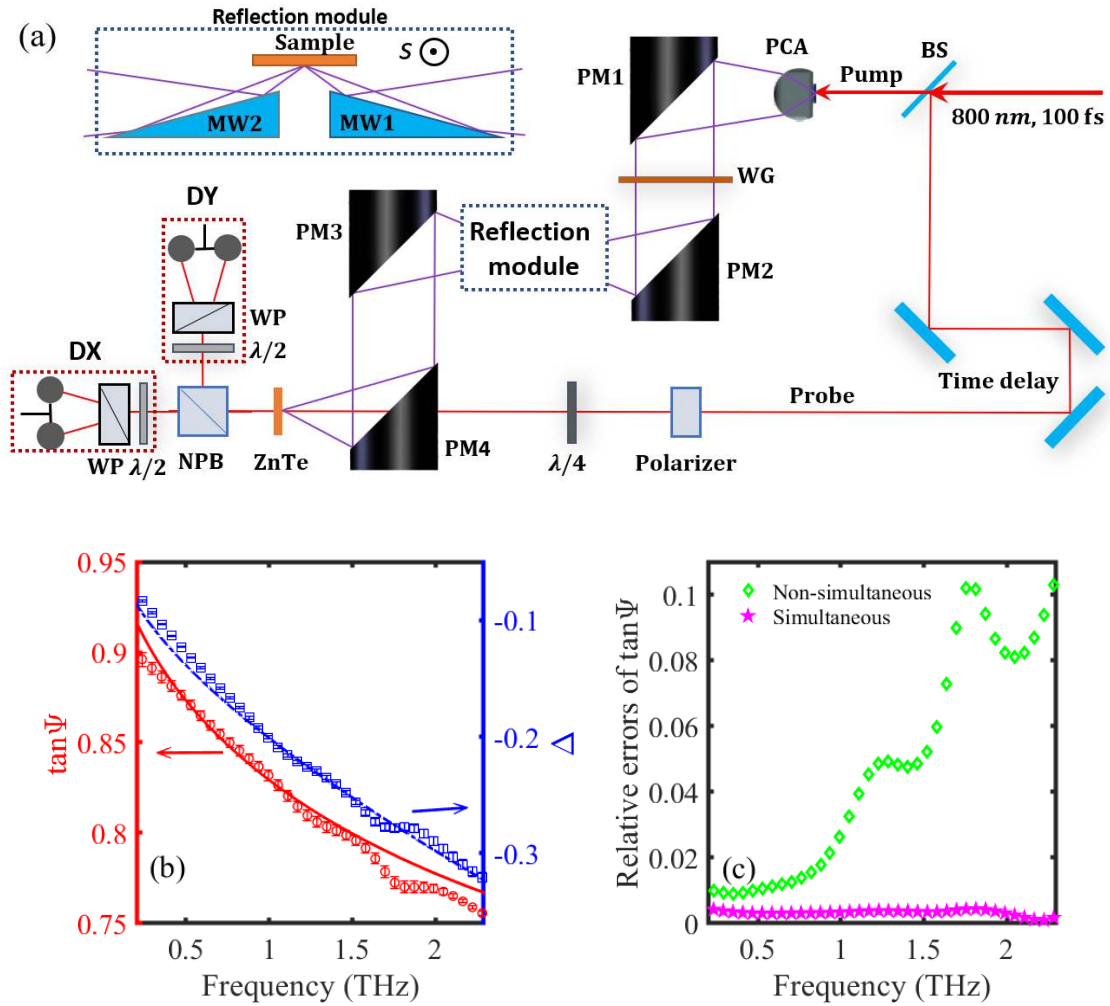 (a)
Reflection module
Sample
S
MW2
MW1
PM1
PCA
BS
Pump
800 nm, 100 fs
WG
DY
PM3
Reflection
module
PM2
WP
λ/2
DX
Time delay
Probe
WP λ/2
NPB
ZnTe
PM4
λ/4
Polarizer
0.95
0.9
0.85
0.8
0.75
tanΨ
-0.1
-0.2
-0.3
Δ
(b)
0.5
1
1.5
2
Frequency (THz)
0.1
0.08
0.06
0.04
0.02
0
Relative errors of tanΨ
Non-simultaneous
Simultaneous
(c)
0.5
1
1.5
2
Frequency (THz)